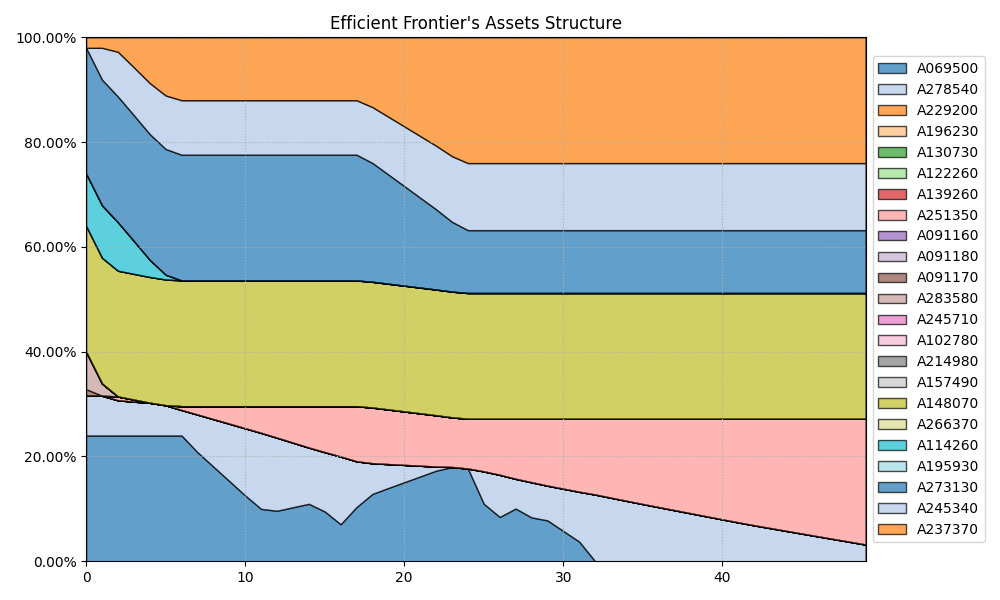 Efficient Frontier's Assets Structure
100.00%
80.00%
60.00%
40.00%
20.00%
0.00%
0
10
20
30
40
A069500
A278540
A229200
A196230
A130730
A122260
A139260
A251350
A091160
A091180
A091170
A283580
A245710
A102780
A214980
A157490
A148070
A266370
A114260
A195930
A273130
A245340
A237370